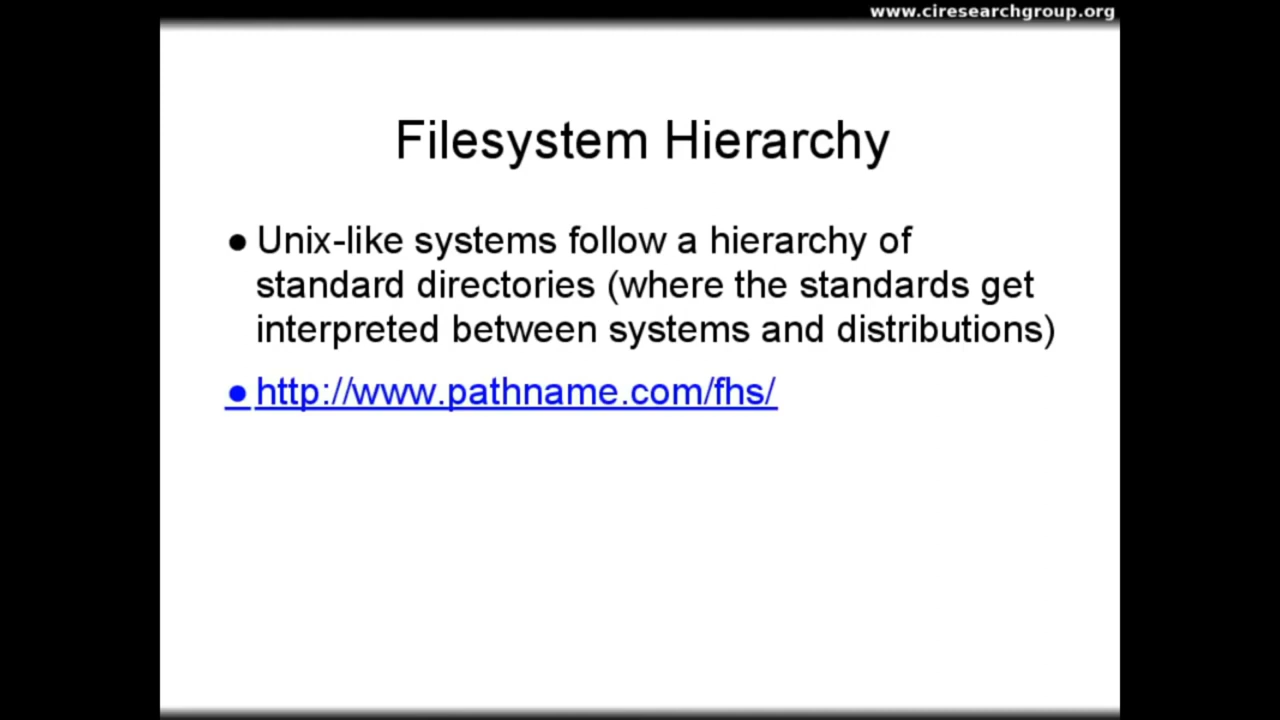 www.ciresearchgroup.org
Filesystem Hierarchy
● Unix-like systems follow a hierarchy of
standard directories (where the standards get
interpreted between systems and distributions)
● http://www.pathname.com/fhs/